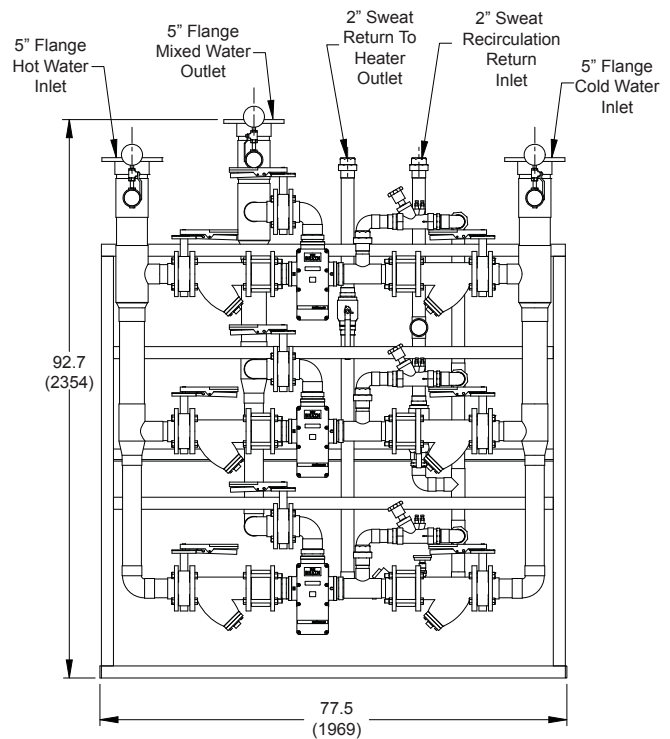 5” Flange
Hot Water
Inlet
5” Flange
Mixed Water
Outlet
2” Sweat
Return To
Heater
Outlet
2” Sweat
Recirculation
Return
Inlet
5” Flange
Cold Water
Inlet
92.7
(2354)
77.5
(1969)